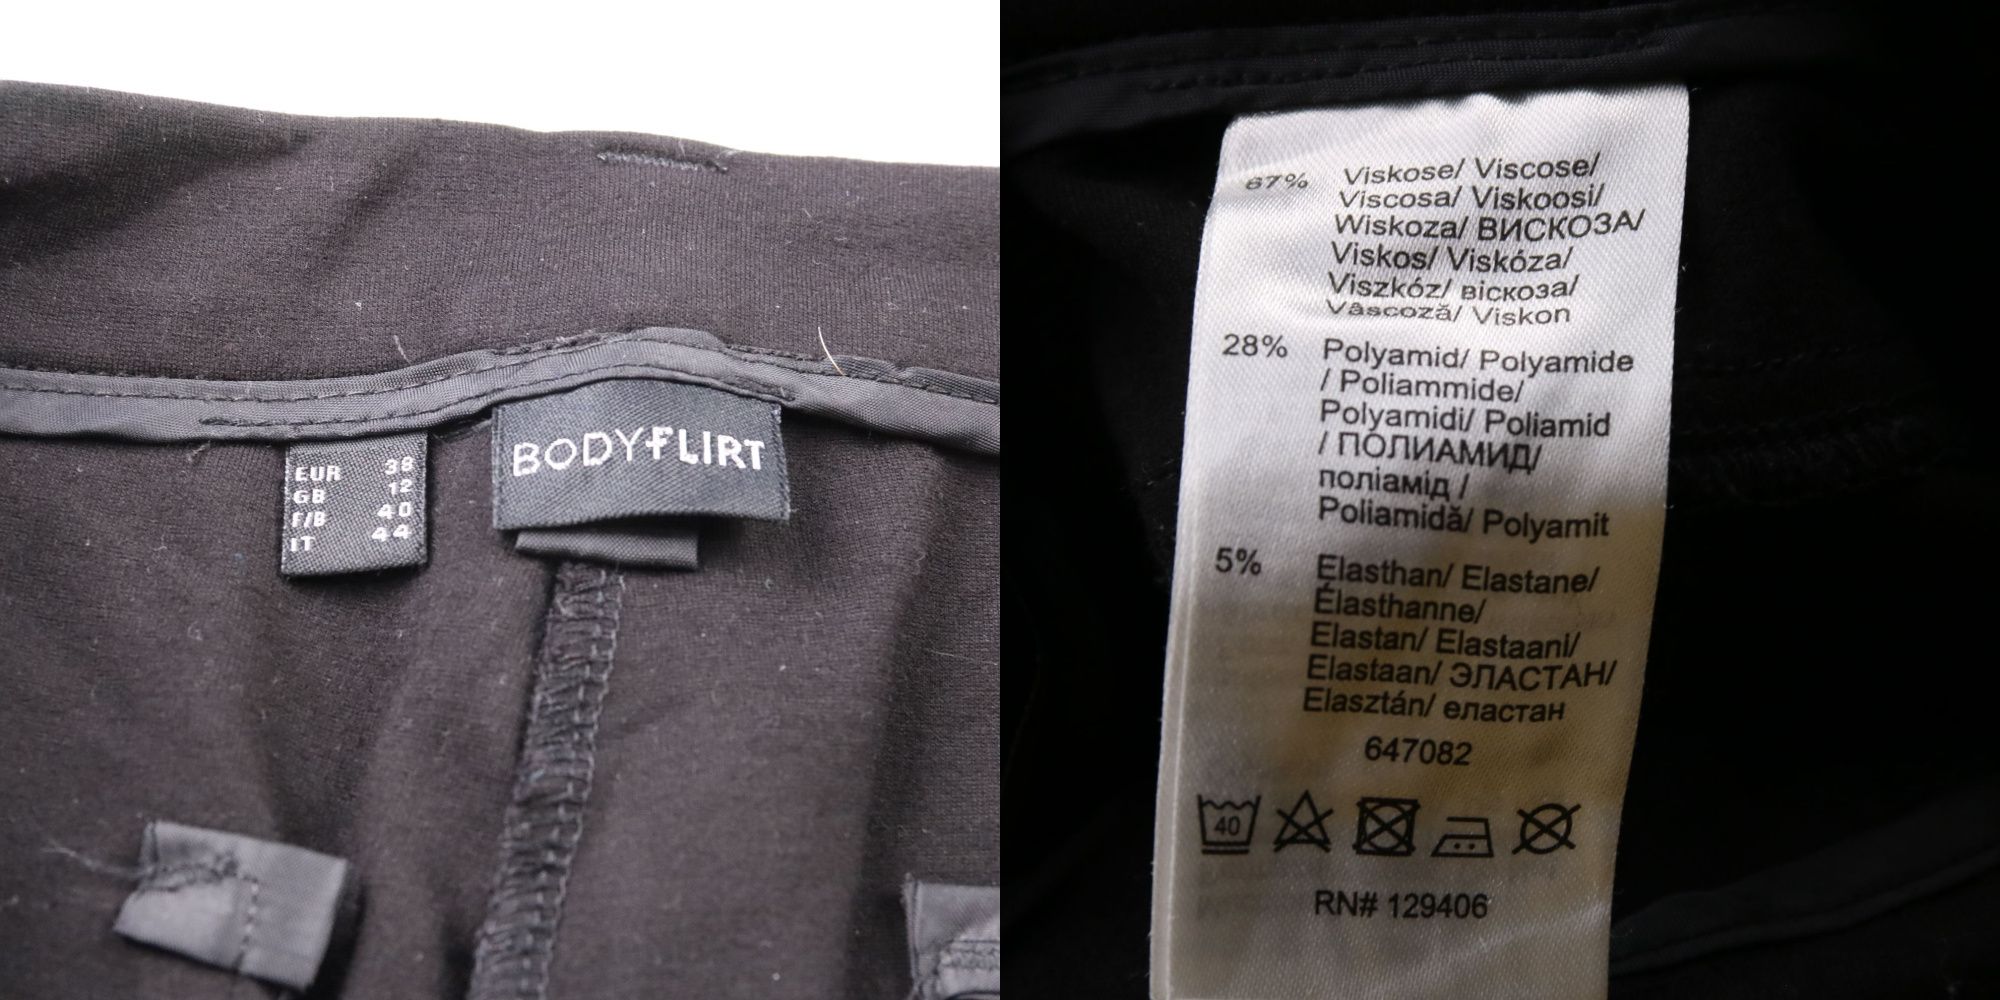 EUR 38
GB 12
F/B 40
IT 44
BODYFLIRT
67% Viskose/ Viscose/
Viscosa/ Viskoosi/
Wiskoza/ ВИСКОЗА/
Viskos/ Viskóza/
Viszkóz/ віскоза/
Vâscoză/ Viskon
28% Polyamid/ Polyamide
/ Poliammide/
Polyamidi/ Poliamid
/ ПОЛИАМИД/
поліамід /
Poliamidă/ Polyamit
5% Elasthan/ Elastane/
Élasthanne/
Elastan/ Elastaani/
Elastaan/ ЭЛАСТАН/
Elasztán/ еластан
647082
40
RN# 129406